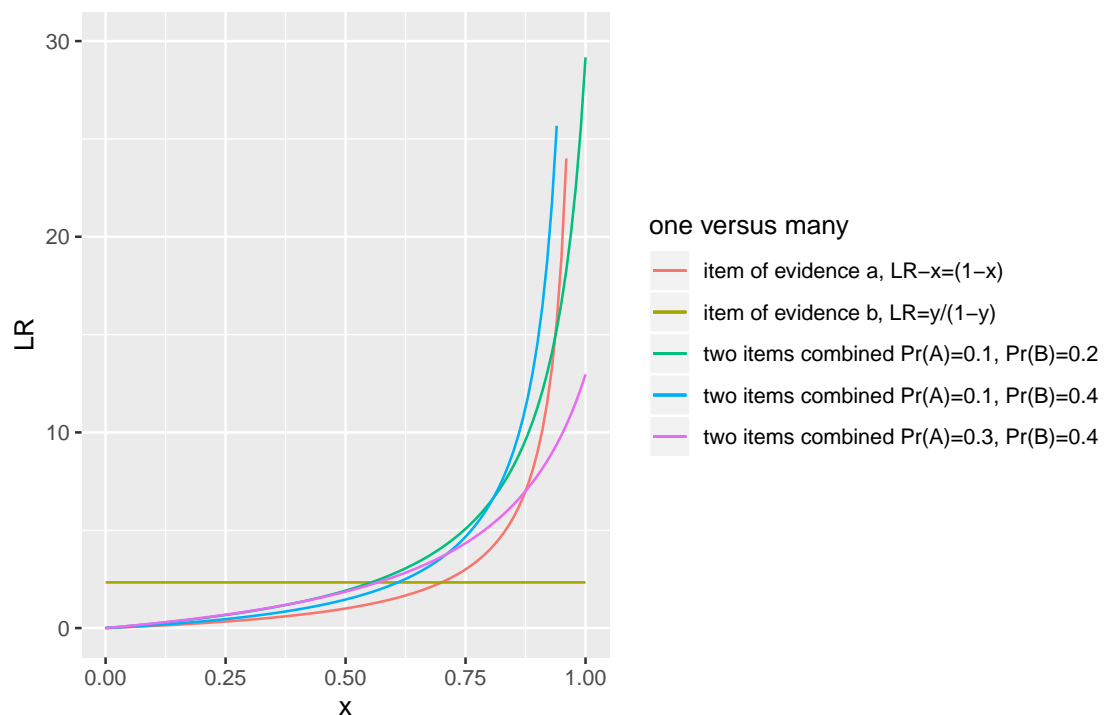 30
20
10
0
LR
0.00 0.25 0.50 0.75 1.00
x
one versus many
item of evidence a, LR−x=(1−x)
item of evidence b, LR=y/(1−y)
two items combined Pr(A)=0.1, Pr(B)=0.2
two items combined Pr(A)=0.1, Pr(B)=0.4
two items combined Pr(A)=0.3, Pr(B)=0.4